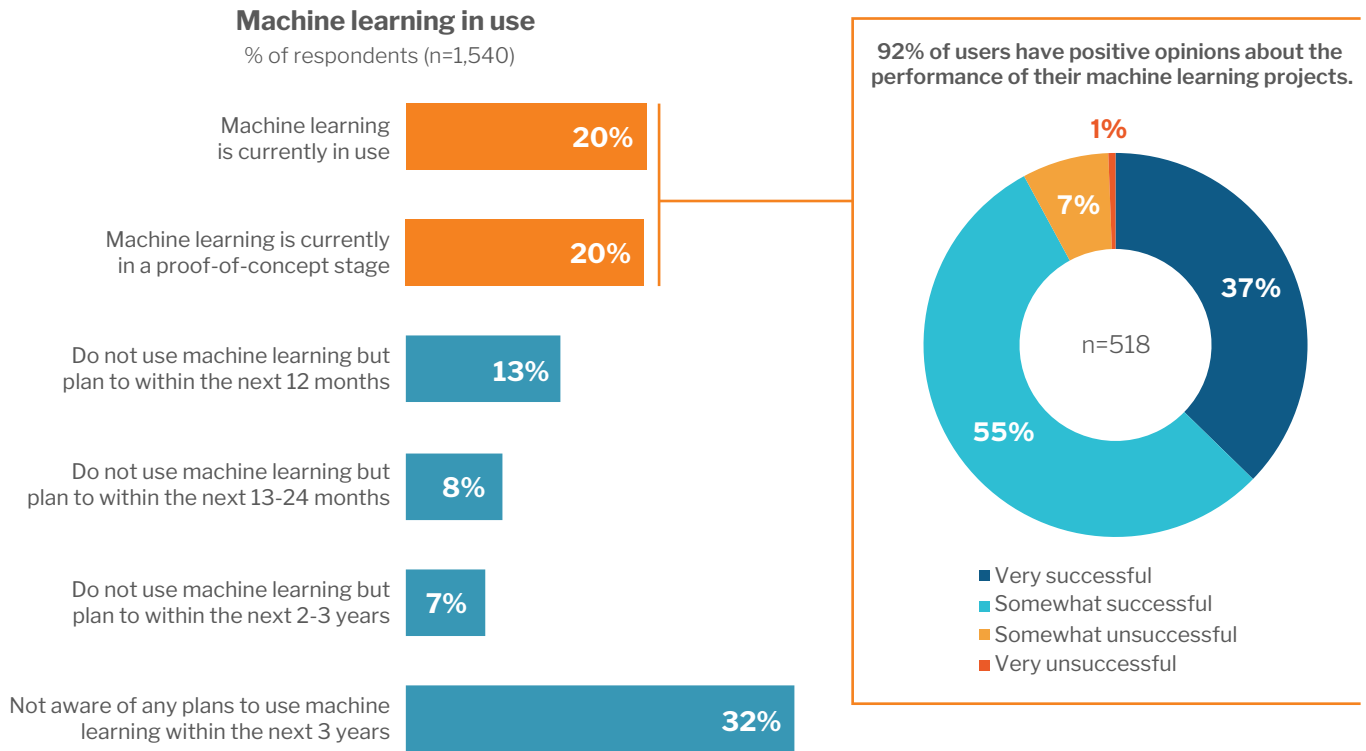 Machine learning in use
% of respondents (n=1,540)
Machine learning
is currently in use
20%
Machine learning is currently
in a proof-of-concept stage
20%
Do not use machine learning but
plan to within the next 12 months
13%
Do not use machine learning but
plan to within the next 13-24 months
8%
Do not use machine learning but
plan to within the next 2-3 years
7%
Not aware of any plans to use machine
learning within the next 3 years
32%
92% of users have positive opinions about the
performance of their machine learning projects.
1%
7%
37%
n=518
55%
Very successful
Somewhat successful
Somewhat unsuccessful
Very unsuccessful